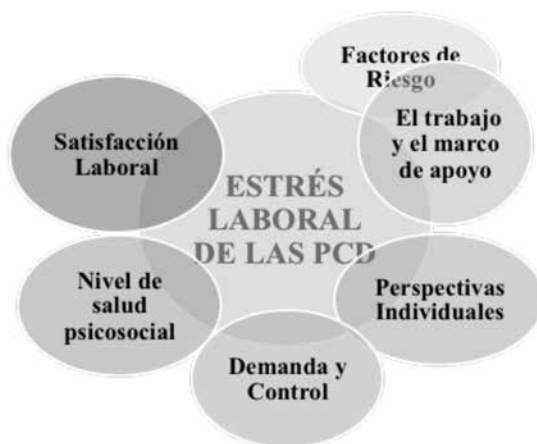 Factores de
Riesgo
El trabajo
y el marco
de apoyo
Satisfacción
Laboral
ESTRÉS
LABORAL
DE LAS PCD
Perspectivas
Individuales
Nivel de
salud
psicosocial
Demanda y
Control